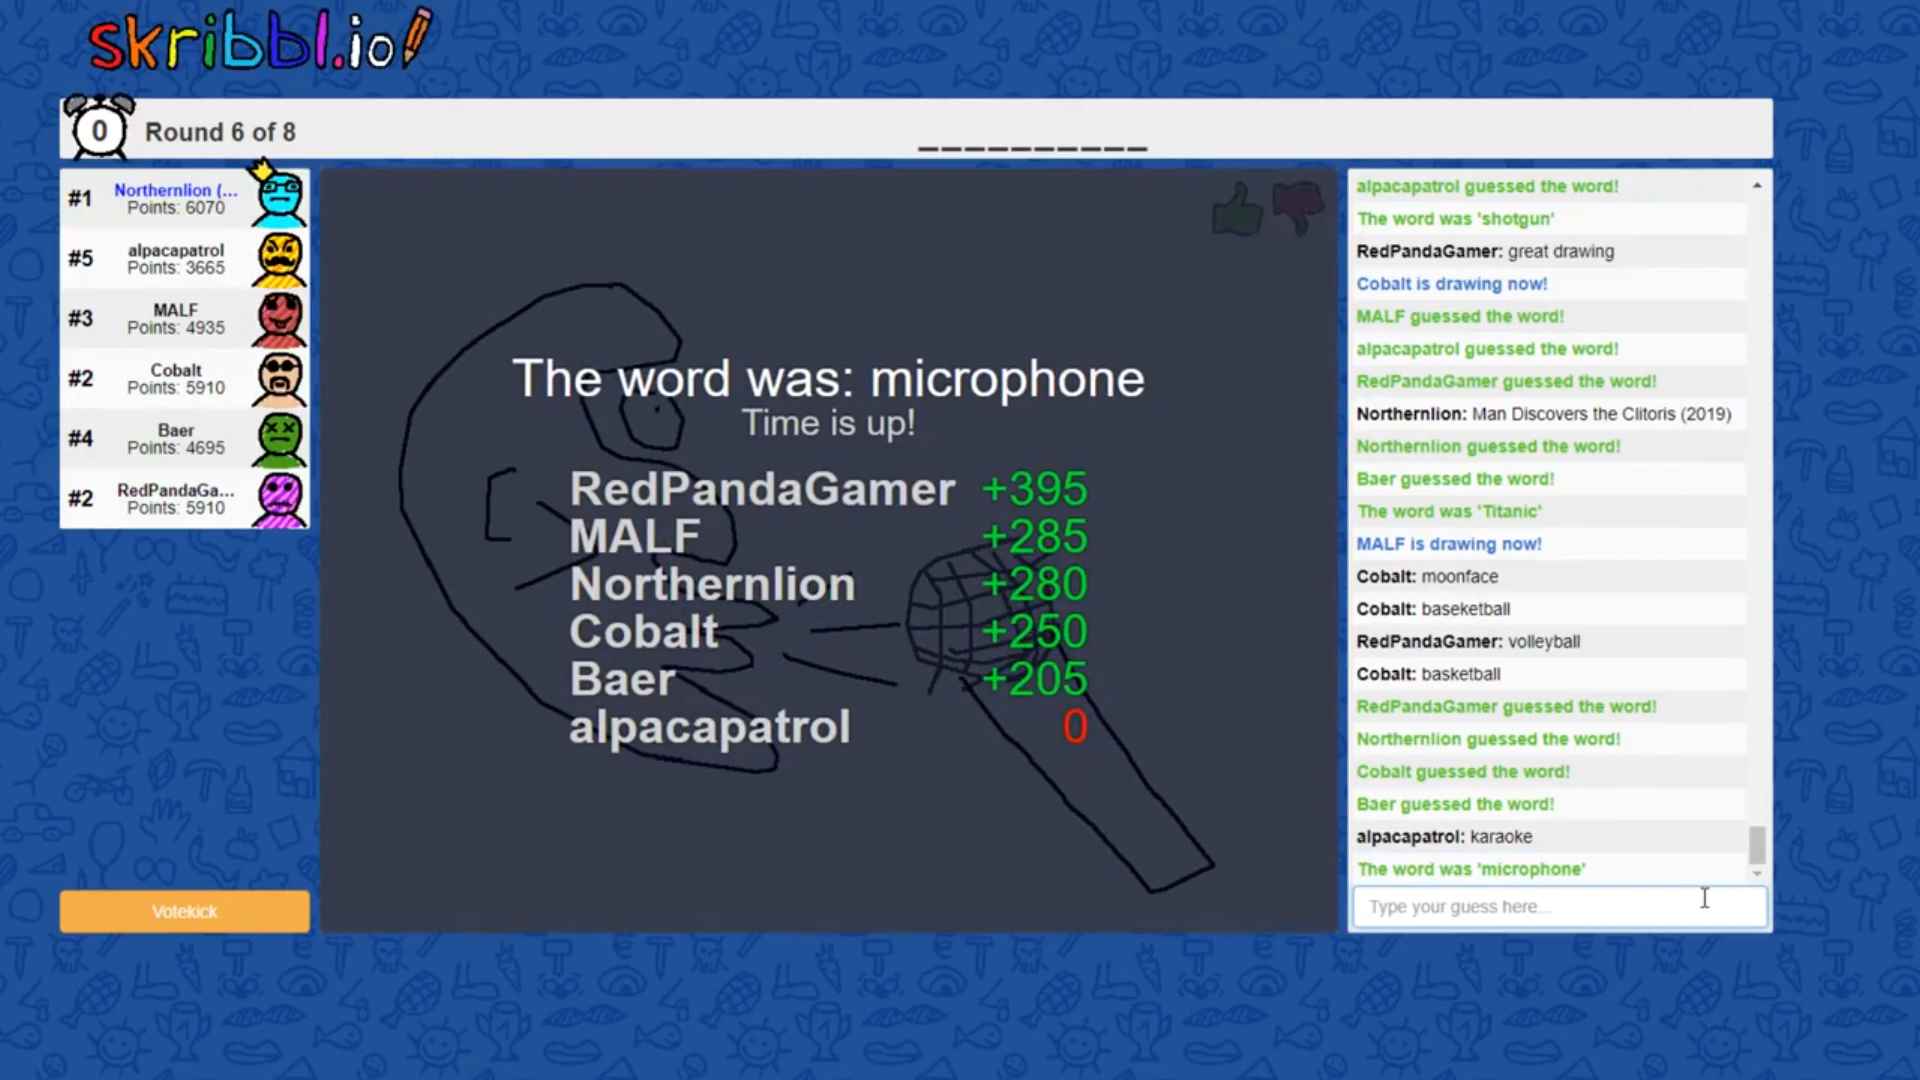 skribbl.io
0
Round 6 of 8
__________
#1
Northernlion (...
Points: 6070
#5
alpacapatrol
Points: 3665
#3
MALF
Points: 4935
#2
Cobalt
Points: 5910
#4
Baer
Points: 4695
#2
RedPandaGa...
Points: 5910
Votekick
The word was: microphone
Time is up!
RedPandaGamer +395
MALF +285
Northernlion +280
Cobalt +250
Baer +205
alpacapatrol 0
alpacapatrol guessed the word!
The word was 'shotgun'
RedPandaGamer: great drawing
Cobalt is drawing now!
MALF guessed the word!
alpacapatrol guessed the word!
RedPandaGamer guessed the word!
Northernlion: Man Discovers the Clitoris (2019)
Northernlion guessed the word!
Baer guessed the word!
The word was 'Titanic'
MALF is drawing now!
Cobalt: moonface
Cobalt: baseketball
RedPandaGamer: volleyball
Cobalt: basketball
RedPandaGamer guessed the word!
Northernlion guessed the word!
Cobalt guessed the word!
Baer guessed the word!
alpacapatrol: karaoke
The word was 'microphone'
Type your guess here...